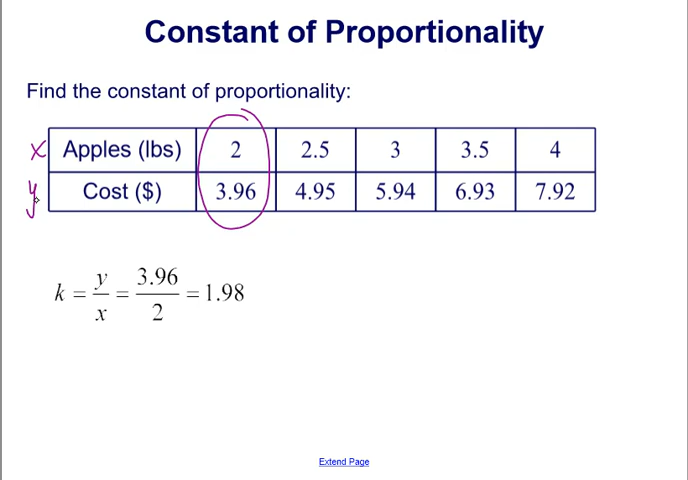 Constant of Proportionality
Find the constant of proportionality:
x Apples (lbs) 2 2.5 3 3.5 4
y Cost ($) 3.96 4.95 5.94 6.93 7.92
k = y/x = 3.96/2 = 1.98
Extend Page